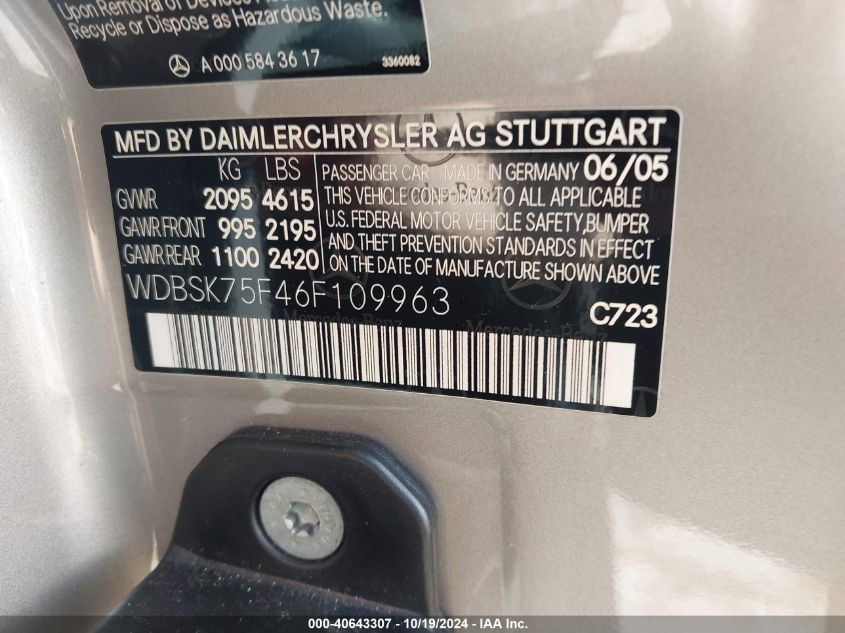 Upon Removal of Devices
Recycle or Dispose as Hazardous Waste.
A 000 584 36 17
3360082
MFD BY DAIMLERCHRYSLER AG STUTTGART
KG LBS
GVWR 2095 4615
GAWR FRONT 995 2195
GAWR REAR 1100 2420
PASSENGER CAR MADE IN GERMANY 06/05
THIS VEHICLE CONFORMS TO ALL APPLICABLE
U.S. FEDERAL MOTOR VEHICLE SAFETY, BUMPER
AND THEFT PREVENTION STANDARDS IN EFFECT
ON THE DATE OF MANUFACTURE SHOWN ABOVE
WDBSK75F46F109963
C723
Mercedes-Benz
000-40643307 - 10/19/2024 - IAA Inc.